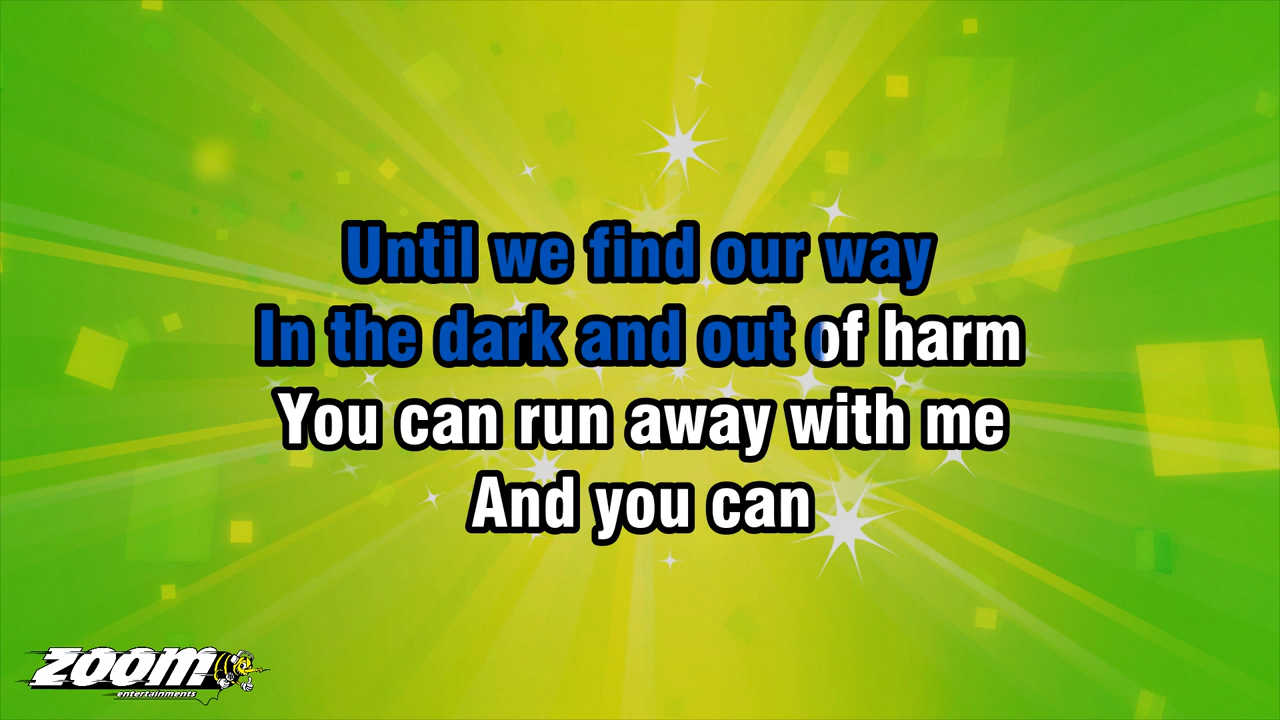 Until we find our way
In the dark and out of harm
You can run away with me
And you can
ZOOM
entertainments